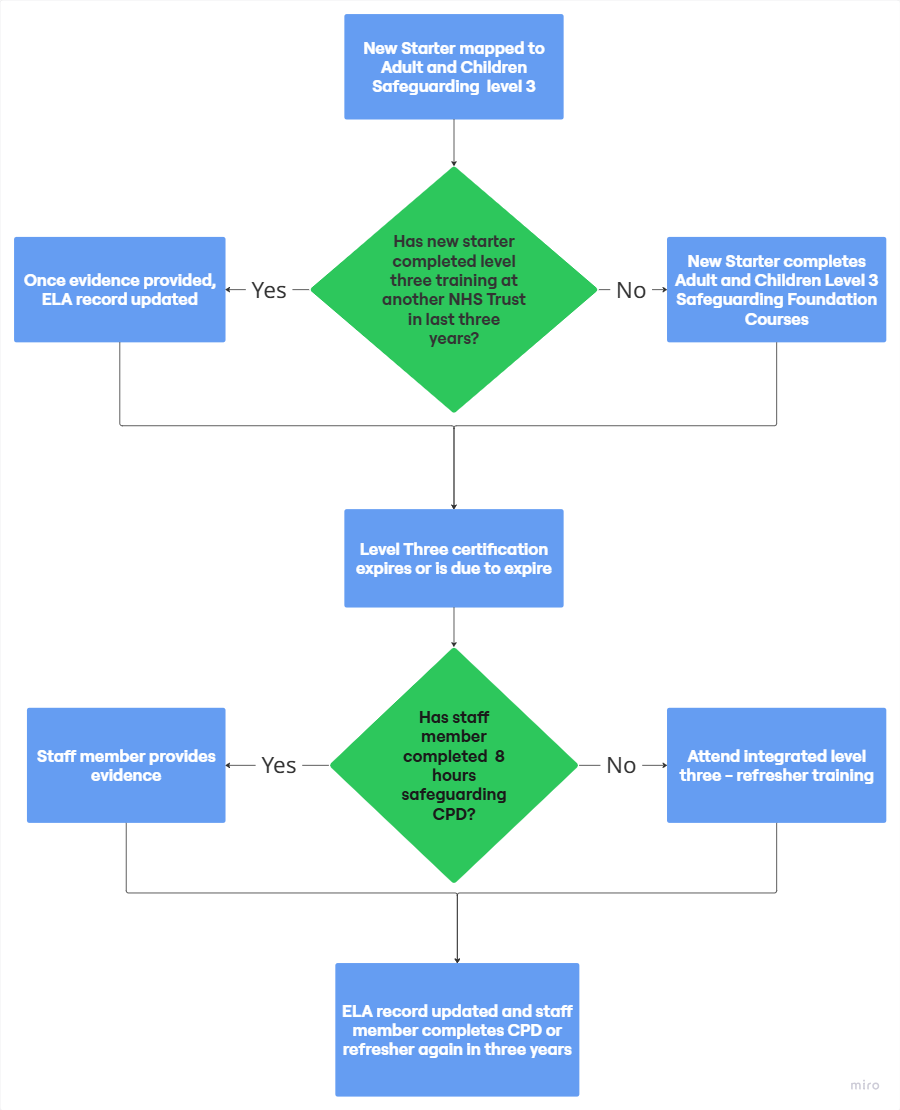 New Starter mapped to
Adult and Children
Safeguarding level 3
Has new starter
completed level
three training at
another NHS Trust
in last three
years?
Yes
Once evidence provided,
ELA record updated
No
New Starter completes
Adult and Children Level 3
Safeguarding Foundation
Courses
Level Three certification
expires or is due to expire
Has staff
member
completed 8
hours
safeguarding
CPD?
Yes
Staff member provides
evidence
No
Attend integrated level
three – refresher training
ELA record updated and staff
member completes CPD or
refresher again in three years
miro